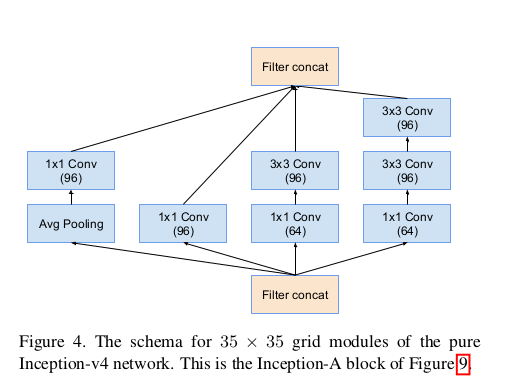 Filter concat
3x3 Conv
(96)
1x1 Conv
(96)
3x3 Conv
(96)
3x3 Conv
(96)
Avg Pooling
1x1 Conv
(96)
1x1 Conv
(64)
1x1 Conv
(64)
Filter concat
Figure 4. The schema for 35 × 35 grid modules of the pure
Inception-v4 network. This is the Inception-A block of Figure 9.